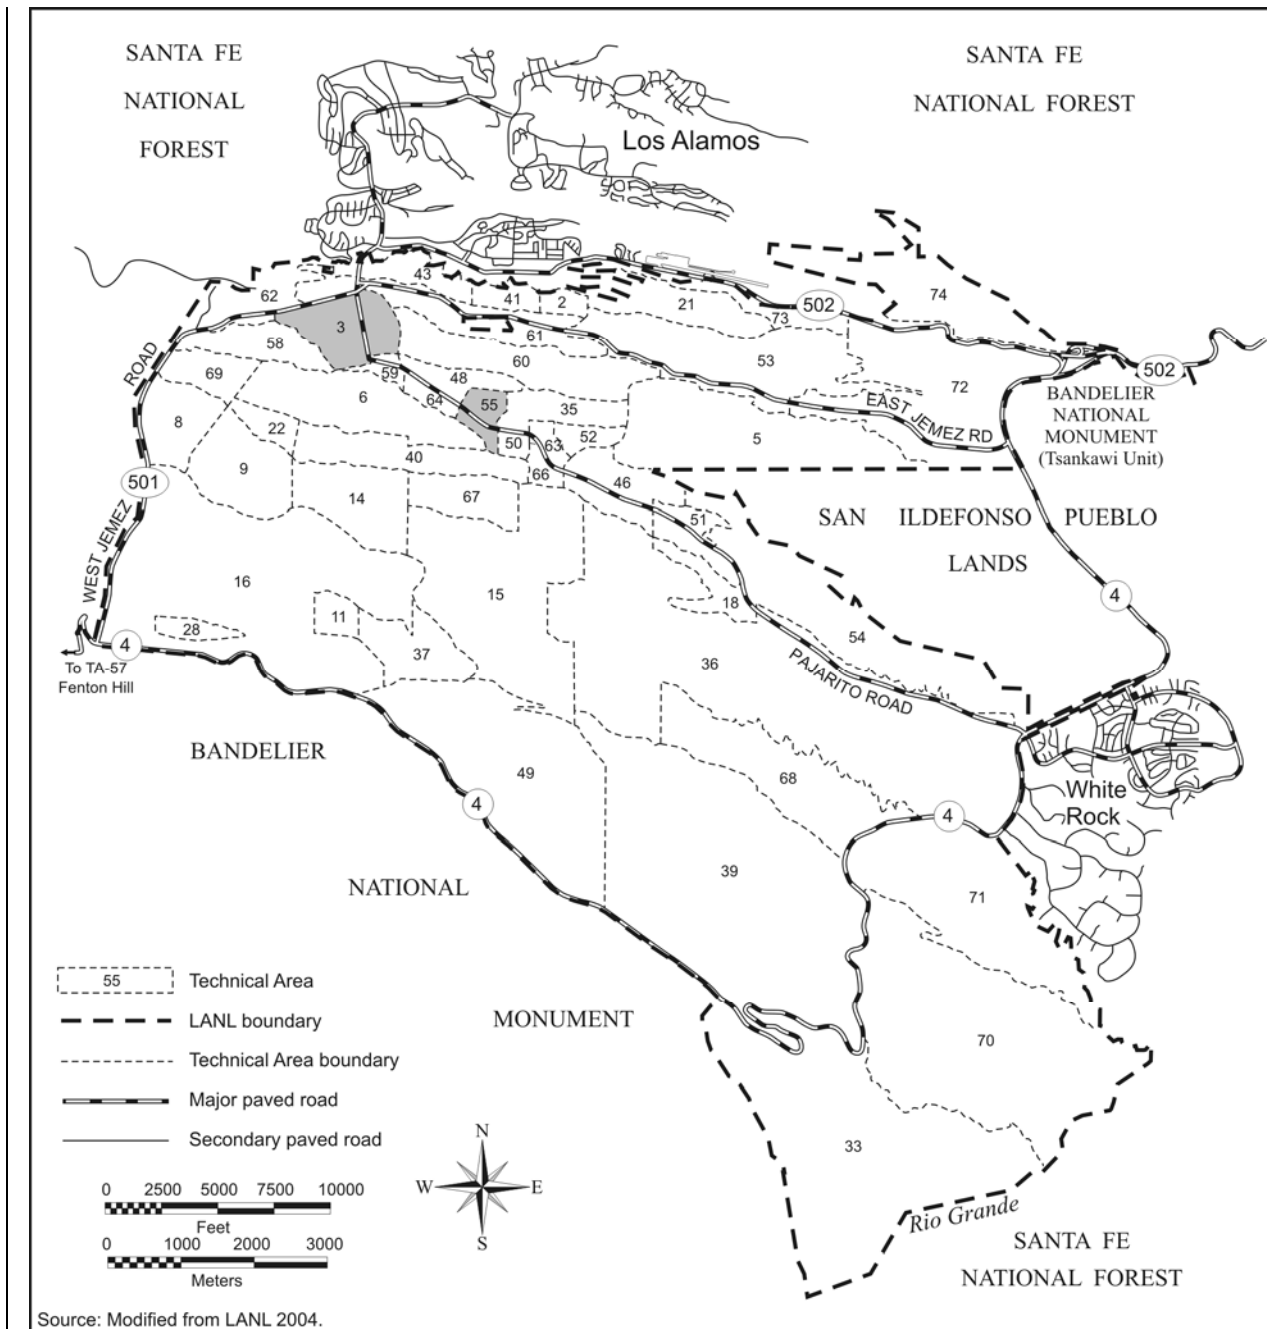 SANTA FE
NATIONAL
FOREST
SANTA FE
NATIONAL FOREST
Los Alamos
43
62
41
2
21
73
502
74
3
58
61
60
53
72
502
ROAD
69
59
6
48
64
55
35
EAST JEMEZ RD
BANDELIER
NATIONAL
MONUMENT
(Tsankawi Unit)
8
22
9
50
63
52
5
40
66
46
501
14
67
51
SAN ILDEFONSO PUEBLO
LANDS
WEST JEMEZ
16
15
18
4
11
28
54
4
To TA-57
Fenton Hill
37
36
PAJARITO ROAD
BANDELIER
49
68
White
Rock
4
4
NATIONAL
39
71
MONUMENT
70
33
Rio Grande
SANTA FE
NATIONAL FOREST
55 Technical Area
LANL boundary
Technical Area boundary
Major paved road
Secondary paved road
N
W E
S
0 2500 5000 7500 10000
Feet
0 1000 2000 3000
Meters
Source: Modified from LANL 2004.